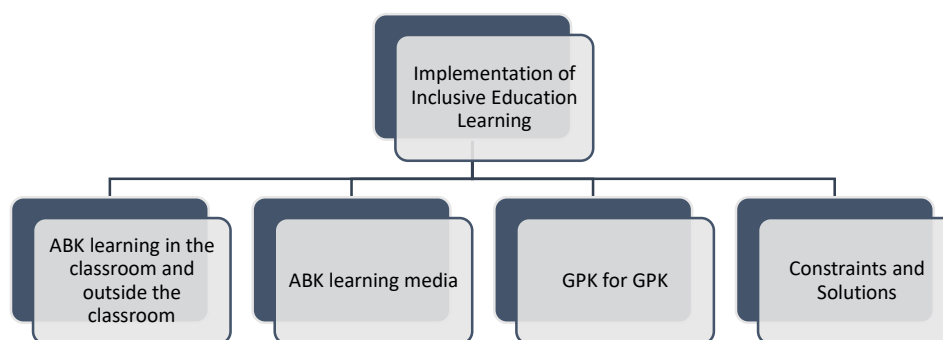 Implementation of
Inclusive Education
Learning
ABK learning in the
classroom and
outside the
classroom
ABK learning media
GPK for GPK
Constraints and
Solutions